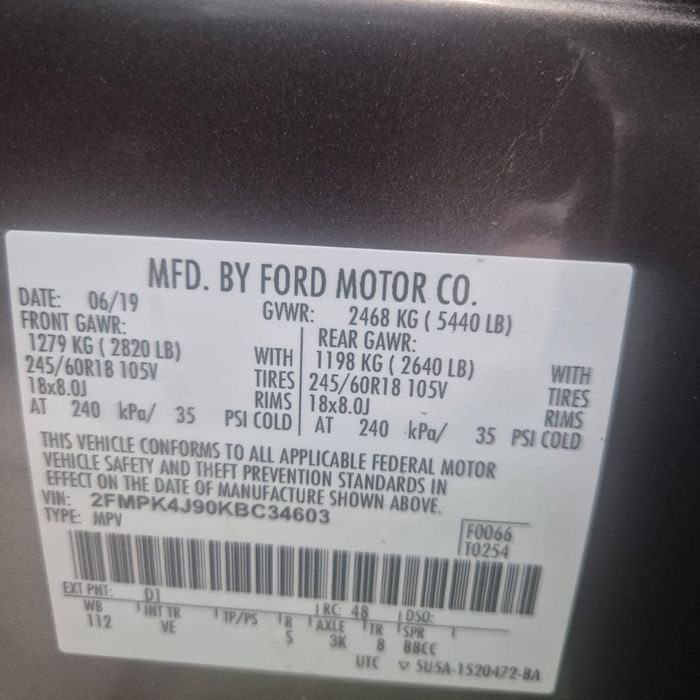 MFD. BY FORD MOTOR CO.
DATE: 06/19 GVWR: 2468 KG ( 5440 LB)
FRONT GAWR: REAR GAWR:
1279 KG ( 2820 LB) WITH 1198 KG ( 2640 LB) WITH
245/60R18 105V TIRES 245/60R18 105V TIRES
18x8.0J RIMS 18x8.0J RIMS
AT 240 kPa/ 35 PSI COLD AT 240 kPa/ 35 PSI COLD
THIS VEHICLE CONFORMS TO ALL APPLICABLE FEDERAL MOTOR
VEHICLE SAFETY AND THEFT PREVENTION STANDARDS IN
EFFECT ON THE DATE OF MANUFACTURE SHOWN ABOVE.
VIN: 2FMPK4J90KBC34603
TYPE: MPV
F0066
T0254
EXT PNT: D1 RC: 48 DSO:
WB INT TR TP/PS R AXLE TR SPR
112 VE S 3K 8 BBCC
UTC ▽ 5U5A-1520472-BA